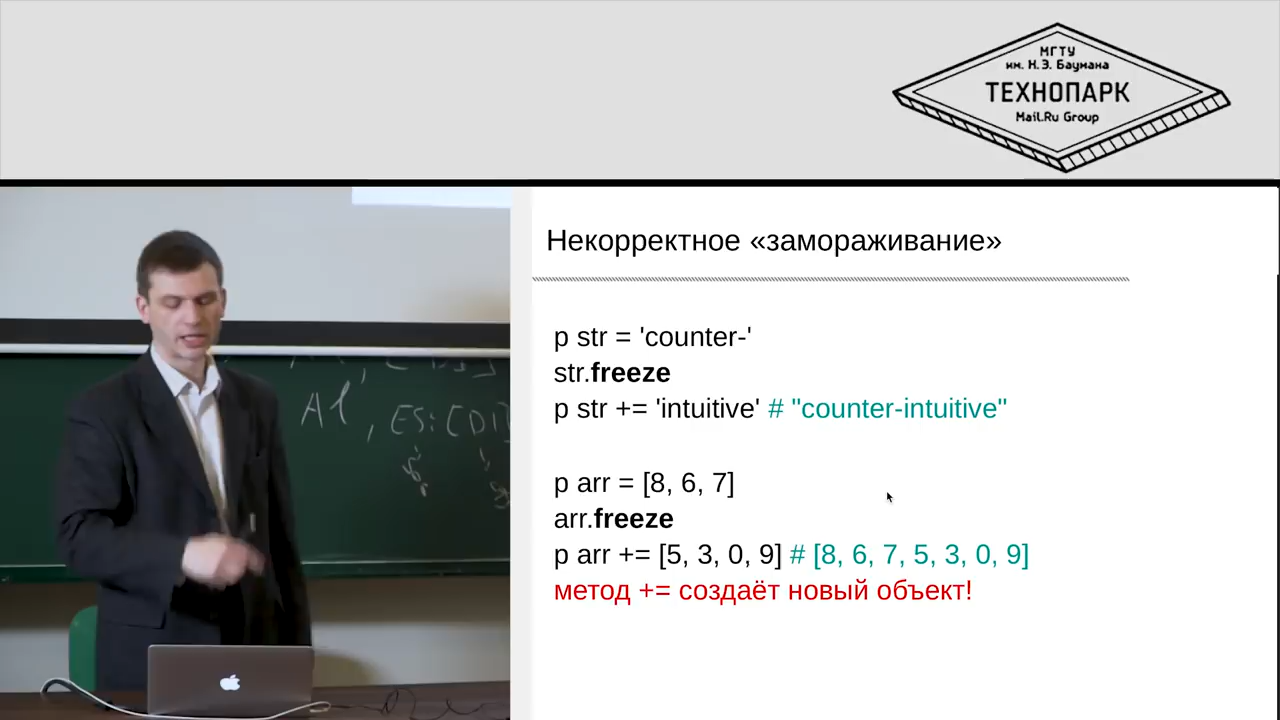 МГТУ
им. Н.Э. Баумана
ТЕХНОПАРК
Mail.Ru Group
Некорректное «замораживание»
p str = 'counter-'
str.freeze
p str += 'intuitive' # "counter-intuitive"
p arr = [8, 6, 7]
arr.freeze
p arr += [5, 3, 0, 9] # [8, 6, 7, 5, 3, 0, 9]
метод += создаёт новый объект!